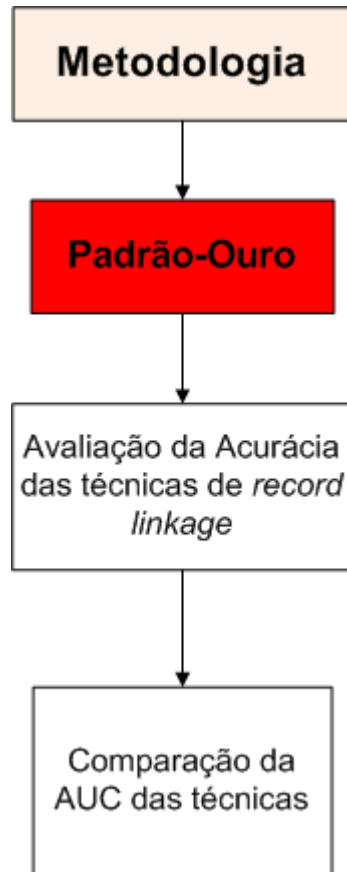 Metodologia
Padrão-Ouro
Avaliação da Acurácia
das técnicas de record
linkage
Comparação da
AUC das técnicas